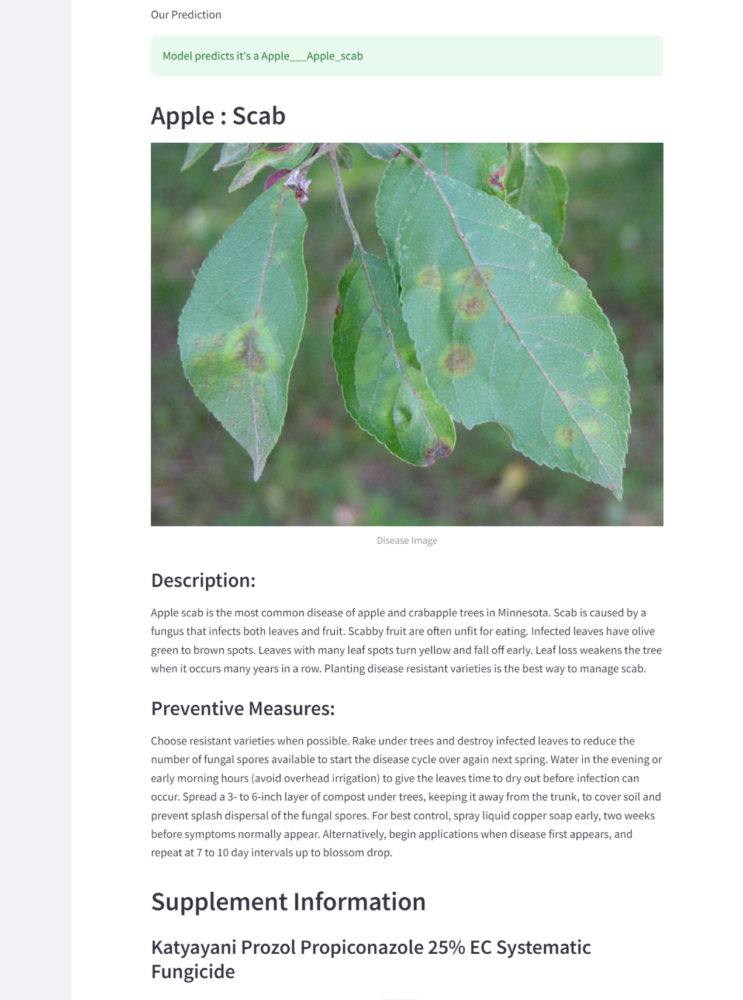 Our Prediction
Model predicts it's a Apple___Apple_scab
Apple : Scab
Disease Image
Description:
Apple scab is the most common disease of apple and crabapple trees in Minnesota. Scab is caused by a
fungus that infects both leaves and fruit. Scabby fruit are often unfit for eating. Infected leaves have olive
green to brown spots. Leaves with many leaf spots turn yellow and fall off early. Leaf loss weakens the tree
when it occurs many years in a row. Planting disease resistant varieties is the best way to manage scab.
Preventive Measures:
Choose resistant varieties when possible. Rake under trees and destroy infected leaves to reduce the
number of fungal spores available to start the disease cycle over again next spring. Water in the evening or
early morning hours (avoid overhead irrigation) to give the leaves time to dry out before infection can
occur. Spread a 3- to 6-inch layer of compost under trees, keeping it away from the trunk, to cover soil and
prevent splash dispersal of the fungal spores. For best control, spray liquid copper soap early, two weeks
before symptoms normally appear. Alternatively, begin applications when disease first appears, and
repeat at 7 to 10 day intervals up to blossom drop.
Supplement Information
Katyayani Prozol Propiconazole 25% EC Systematic
Fungicide